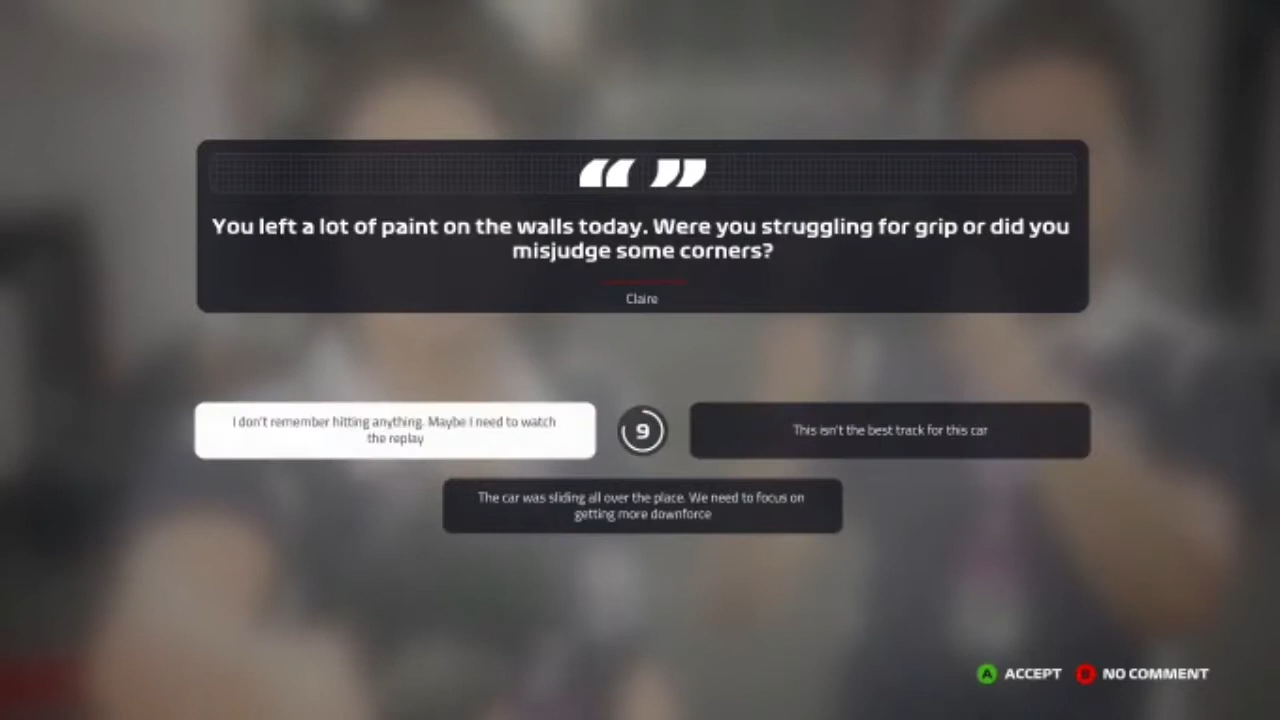 You left a lot of paint on the walls today. Were you struggling for grip or did you
misjudge some corners?
Claire
I don't remember hitting anything. Maybe I need to watch
the replay
9
This isn't the best track for this car
The car was sliding all over the place. We need to focus on
getting more downforce
A ACCEPT B NO COMMENT